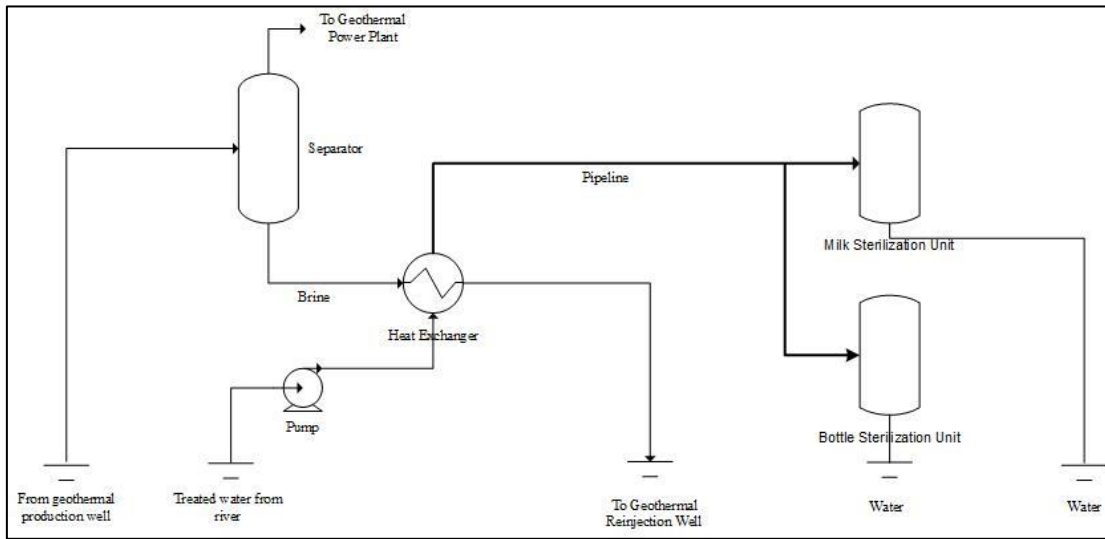 To Geothermal
Power Plant
Separator
Pipeline
Milk Sterilization Unit
Brine
Heat Exchanger
Pump
Bottle Sterilization Unit
From geothermal
production well
Treated water from
river
To Geothermal
Reinjection Well
Water
Water